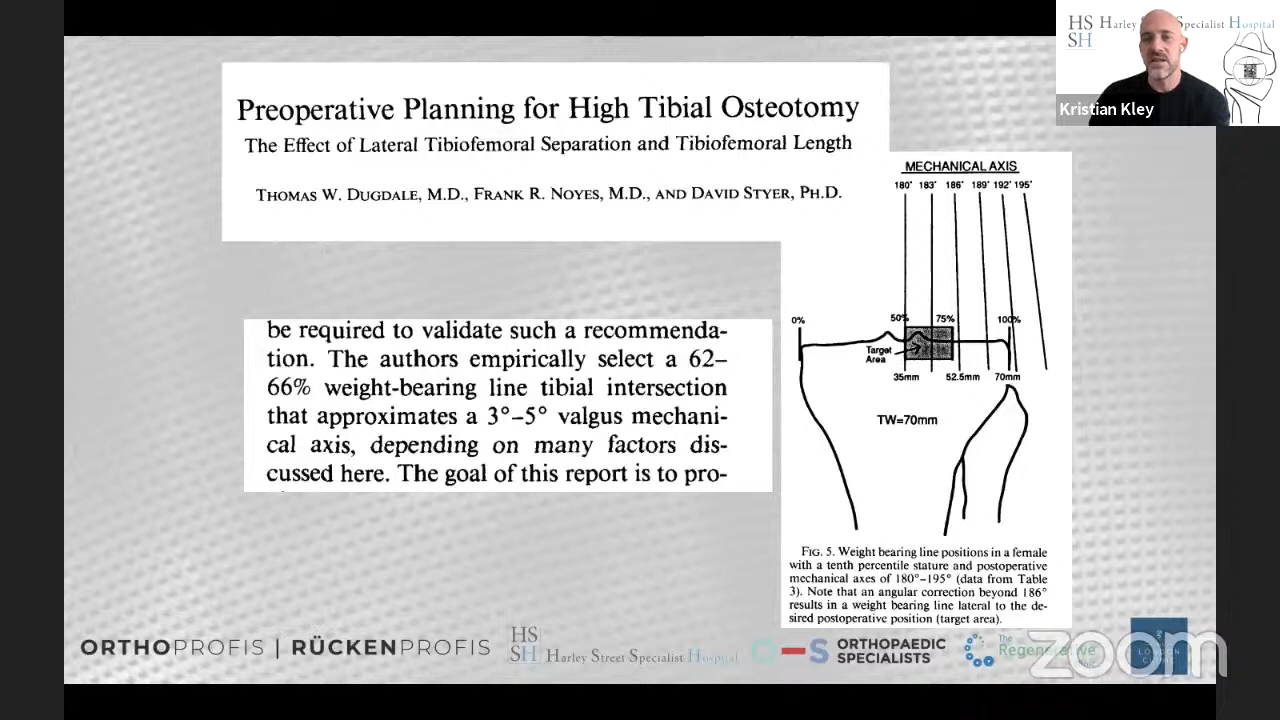 HS
SH
Harley Street Specialist Hospital
Kristian Kley
Preoperative Planning for High Tibial Osteotomy
The Effect of Lateral Tibiofemoral Separation and Tibiofemoral Length
THOMAS W. DUGDALE, M.D., FRANK R. NOYES, M.D., AND DAVID STYER, PH.D.
MECHANICAL AXIS
180° 183° 186° 189° 192° 195°
0% 50% 75% 100%
Target
Area
35mm 52.5mm 70mm
TW=70mm
be required to validate such a recommenda-
tion. The authors empirically select a 62–
66% weight-bearing line tibial intersection
that approximates a 3°–5° valgus mechani-
cal axis, depending on many factors dis-
cussed here. The goal of this report is to pro-
FIG. 5. Weight bearing line positions in a female
with a tenth percentile stature and postoperative
mechanical axes of 180°–195° (data from Table
3). Note that an angular correction beyond 186°
results in a weight bearing line lateral to the de-
sired postoperative position (target area).
ORTHOPROFIS | RÜCKENPROFIS
HS
SH Harley Street Specialist Hospital
O–S ORTHOPAEDIC
SPECIALISTS
The
Regenerative
LONDON
CLINIC
zoom